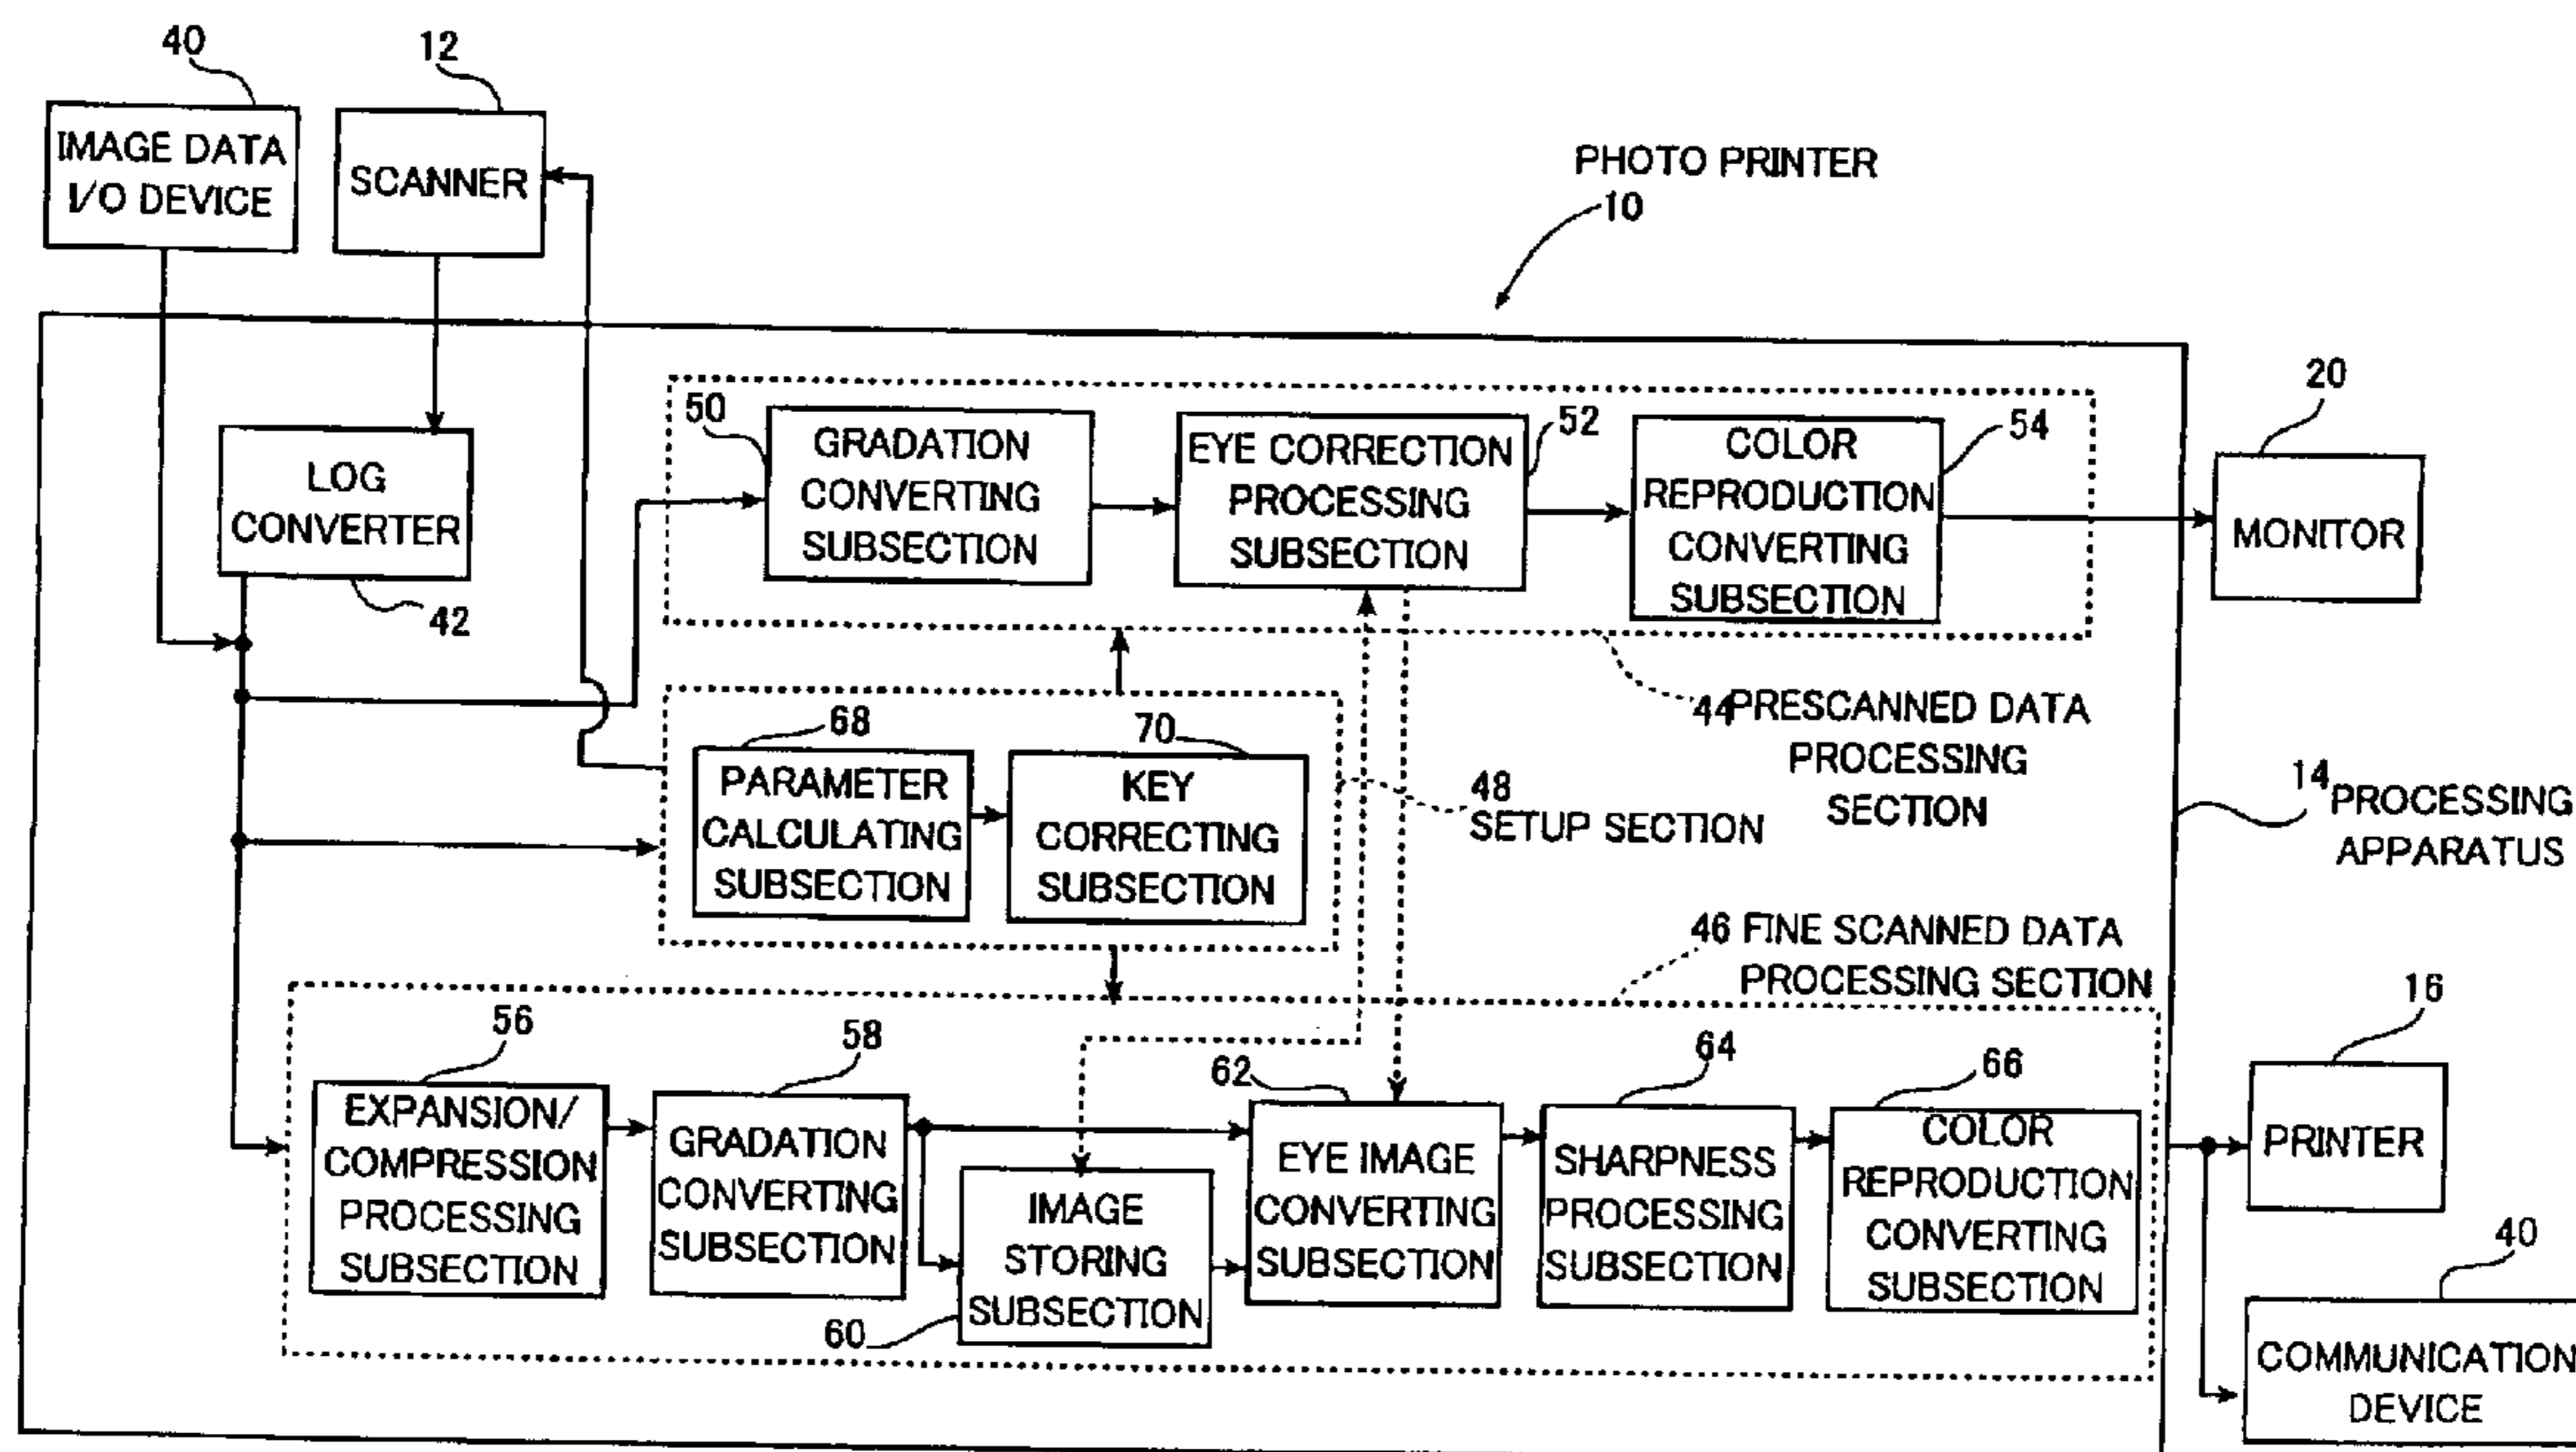 40
12
IMAGE DATA
I/O DEVICE
SCANNER
PHOTO PRINTER
10
LOG
CONVERTER
42
50
GRADATION
CONVERTING
SUBSECTION
EYE CORRECTION
PROCESSING
SUBSECTION
52
COLOR
REPRODUCTION
CONVERTING
SUBSECTION
54
20
MONITOR
44 PRESCANNED DATA
PROCESSING
SECTION
68
PARAMETER
CALCULATING
SUBSECTION
70
KEY
CORRECTING
SUBSECTION
48
SETUP SECTION
14 PROCESSING
APPARATUS
46 FINE SCANNED DATA
PROCESSING SECTION
56
EXPANSION/
COMPRESSION
PROCESSING
SUBSECTION
58
GRADATION
CONVERTING
SUBSECTION
60
IMAGE
STORING
SUBSECTION
62
EYE IMAGE
CONVERTING
SUBSECTION
64
SHARPNESS
PROCESSING
SUBSECTION
66
COLOR
REPRODUCTION
CONVERTING
SUBSECTION
16
PRINTER
40
COMMUNICATION
DEVICE